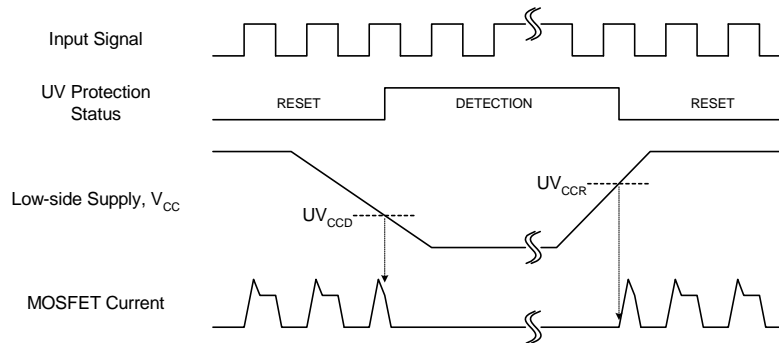 Input Signal
UV Protection
Status
RESET
DETECTION
RESET
Low-side Supply, V_CC
UV_CCD
UV_CCR
MOSFET Current